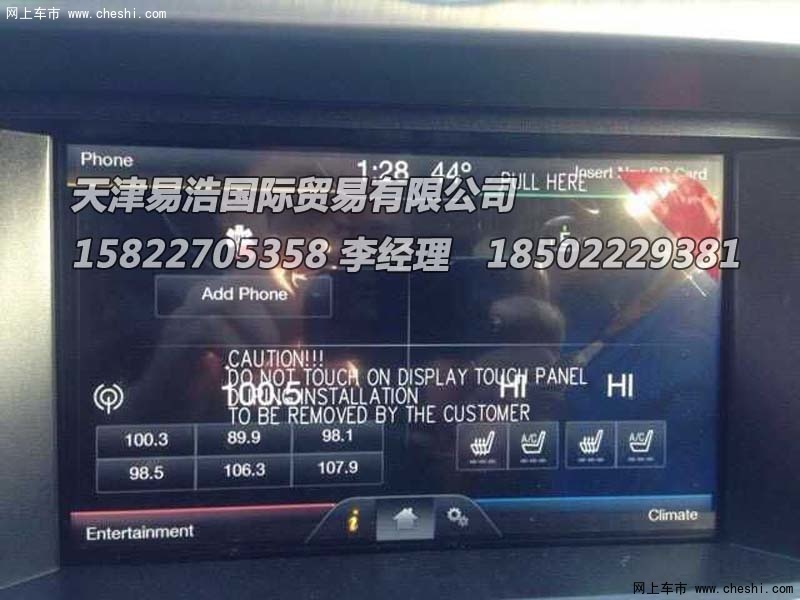 网上车市 www.cheshi.com
Phone
1:28 44°
Insert Nav SD Card
PULL HERE
天津易浩国际贸易有限公司
15822705358 李经理 18502229381
Add Phone
CAUTION!!!
DO NOT TOUCH ON DISPLAY TOUCH PANEL
DURING INSTALLATION
TO BE REMOVED BY THE CUSTOMER
100.5
HI HI
100.3 89.9 98.1
A/C A/C
98.5 106.3 107.9
Entertainment
i
Climate
网上车市 www.cheshi.com